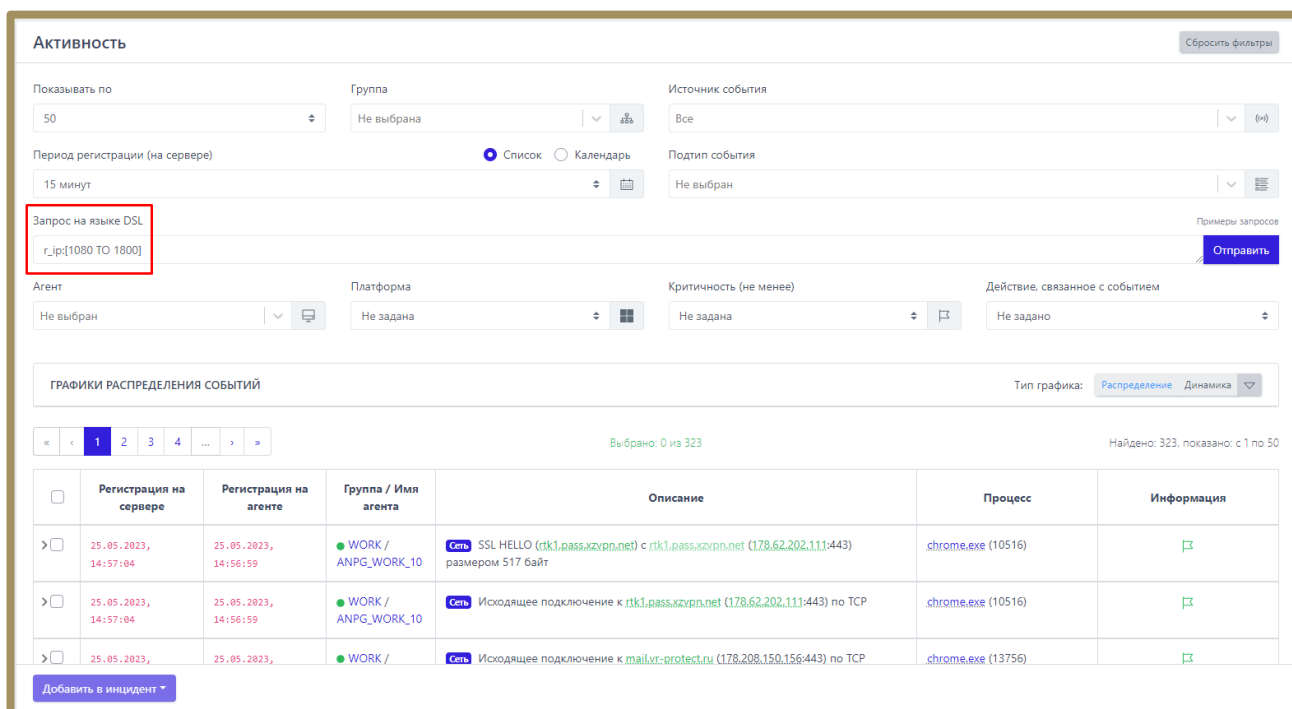 Активность
Сбросить фильтры
Показывать по
Группа
Источник события
50
Не выбрана
Все
Период регистрации (на сервере)
Список
Календарь
Подтип события
15 минут
Не выбран
Запрос на языке DSL
Примеры запросов
r_ip:[1080 TO 1800]
Отправить
Агент
Платформа
Критичность (не менее)
Действие, связанное с событием
Не выбран
Не задана
Не задана
Не задано
ГРАФИКИ РАСПРЕДЕЛЕНИЯ СОБЫТИЙ
Тип графика:
Распределение
Динамика
« ‹ 1 2 3 4 ... › »
Выбрано: 0 из 323
Найдено: 323, показано: с 1 по 50
Регистрация на сервере
Регистрация на агенте
Группа / Имя агента
Описание
Процесс
Информация
25.05.2023, 14:57:04
25.05.2023, 14:56:59
WORK / ANPG_WORK_10
Сеть SSL HELLO (rtk1.pass.xzvpn.net) с rtk1.pass.xzvpn.net (178.62.202.111:443)
размером 517 байт
chrome.exe (10516)
25.05.2023, 14:57:04
25.05.2023, 14:56:59
WORK / ANPG_WORK_10
Сеть Исходящее подключение к rtk1.pass.xzvpn.net (178.62.202.111:443) по TCP
chrome.exe (10516)
25.05.2023,
25.05.2023,
WORK /
Сеть Исходящее подключение к mail.vr-protect.ru (178.208.150.156:443) по TCP
chrome.exe (13756)
Добавить в инцидент